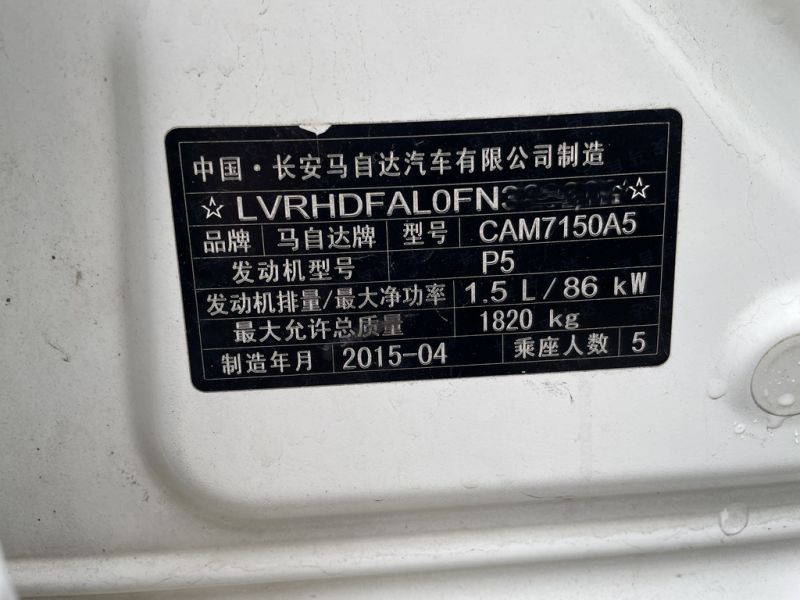 中国·长安马自达汽车有限公司制造
☆LVRHDFAL0FN☆
品牌 马自达牌 型号 CAM7150A5
发动机型号 P5
发动机排量/最大净功率 1.5 L/86 kW
最大允许总质量 1820 kg
制造年月 2015-04 乘座人数 5